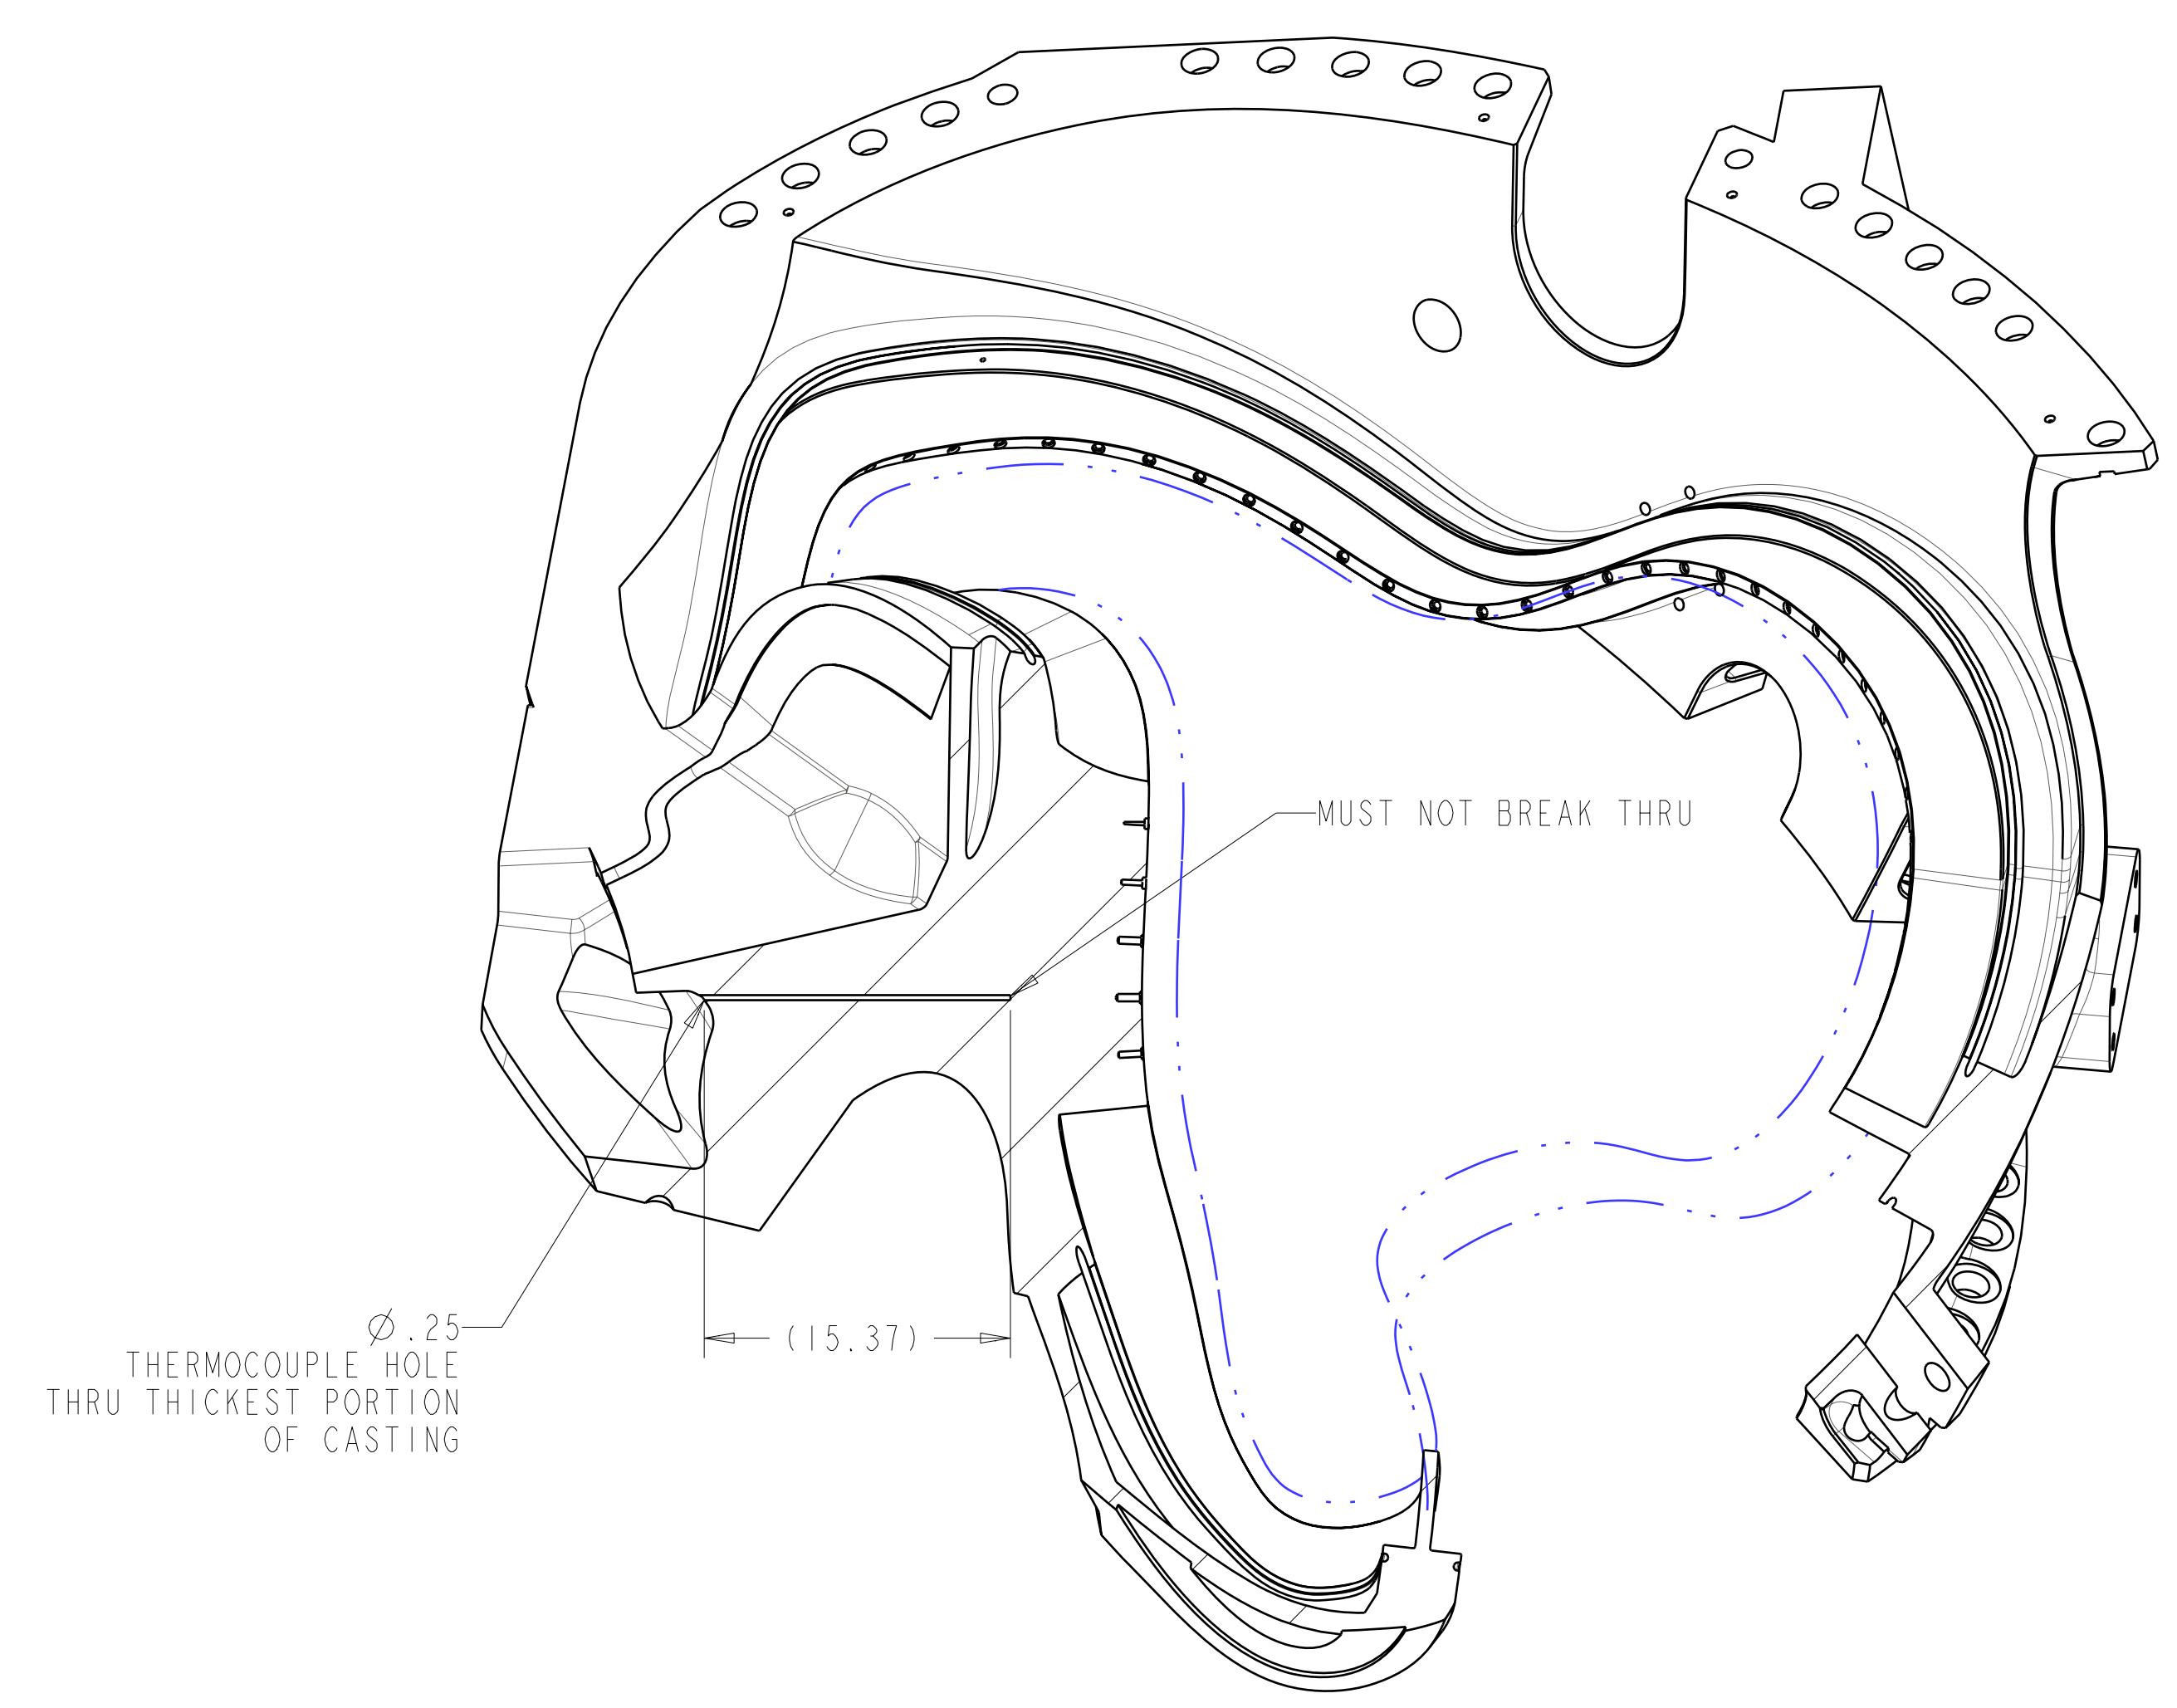 MUST NOT BREAK THRU
Ø.25
THERMOCOUPLE HOLE
THRU THICKEST PORTION
OF CASTING
(15.37)